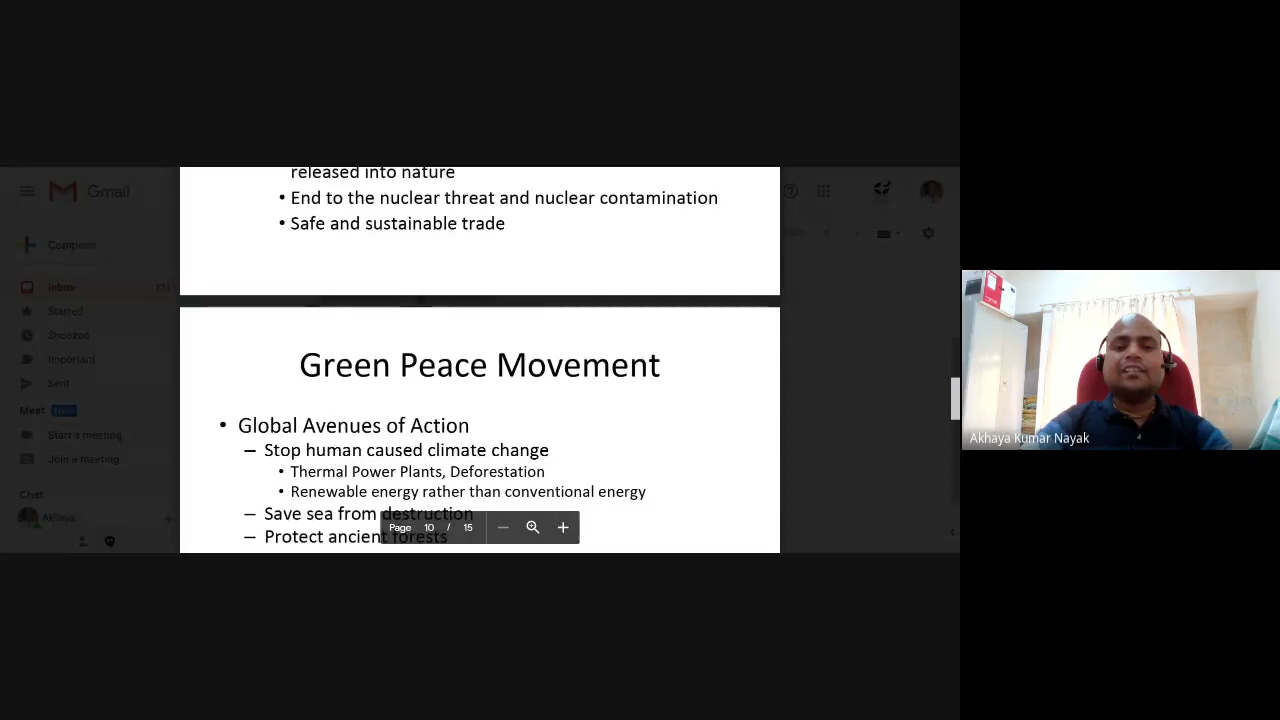 released into nature
• End to the nuclear threat and nuclear contamination
• Safe and sustainable trade
Gmail
Compose
Inbox
Starred
Snoozed
Important
Sent
Meet New
Start a meeting
Join a meeting
Chet
Akhaya
Green Peace Movement
• Global Avenues of Action
– Stop human caused climate change
• Thermal Power Plants, Deforestation
• Renewable energy rather than conventional energy
– Save sea from destruction
– Protect ancient forests
Page 10 / 15
Akhaya Kumar Nayak